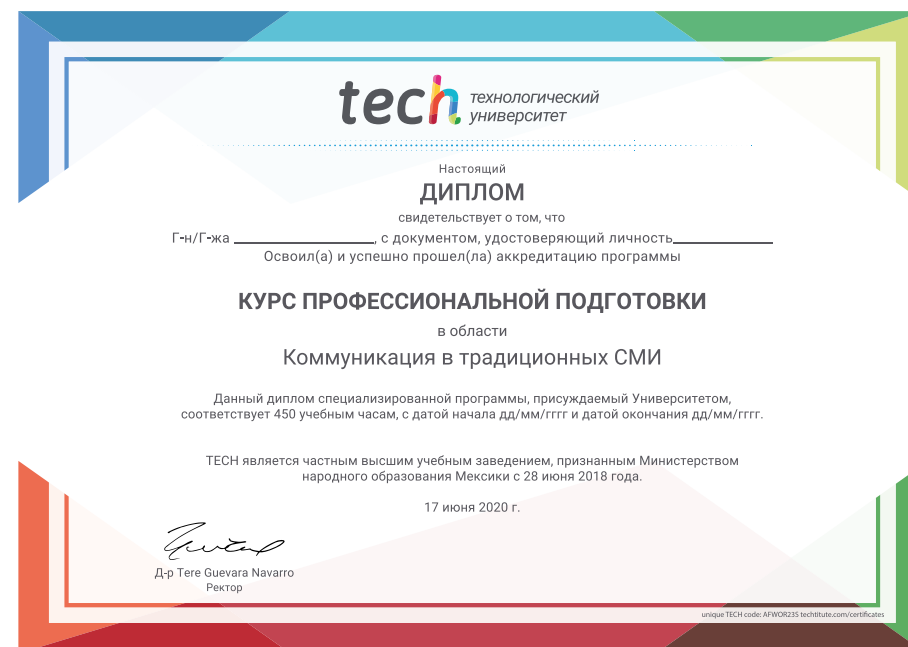 tech технологический
университет
Настоящий
ДИПЛОМ
свидетельствует о том, что
Г-н/Г-жа ____________, с документом, удостоверяющий личность____________
Освоил(а) и успешно прошел(ла) аккредитацию программы
КУРС ПРОФЕССИОНАЛЬНОЙ ПОДГОТОВКИ
в области
Коммуникация в традиционных СМИ
Данный диплом специализированной программы, присуждаемый Университетом,
соответствует 450 учебным часам, с датой начала дд/мм/гггг и датой окончания дд/мм/гггг.
TECH является частным высшим учебным заведением, признанным Министерством
народного образования Мексики с 28 июня 2018 года.
17 июня 2020 г.
Д-р Tere Guevara Navarro
Ректор
unique TECH code: AFWOR235 techtitute.com/certificates